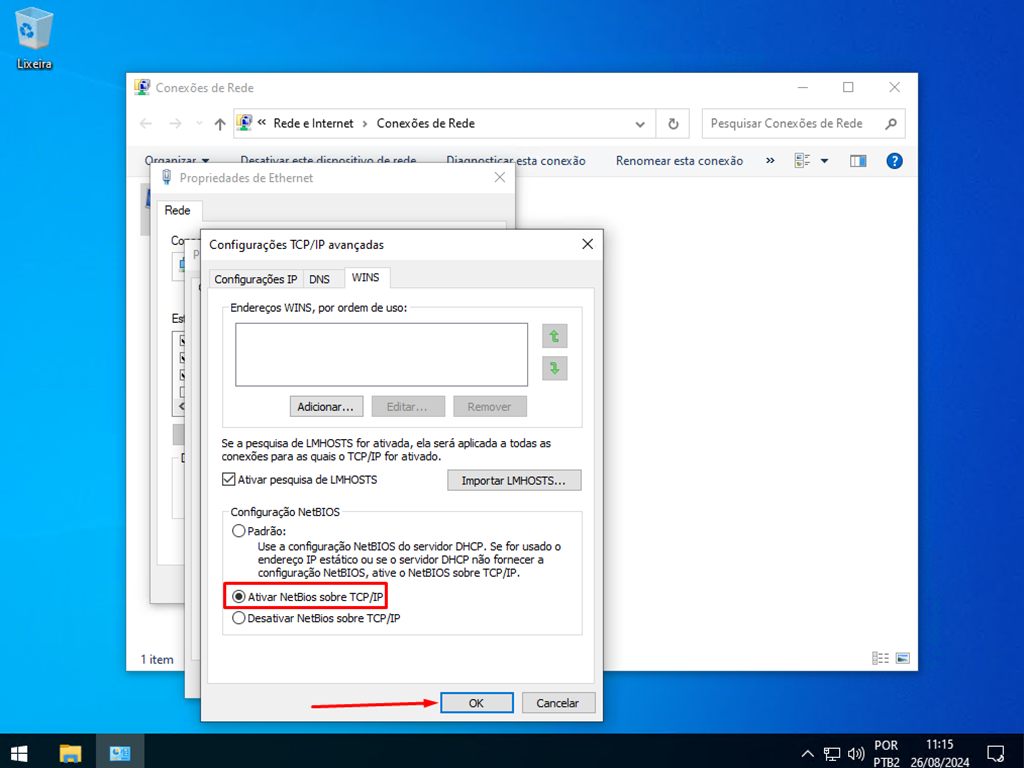 Lixeira
Conexões de Rede
« Rede e Internet › Conexões de Rede
Pesquisar Conexões de Rede
Organizar
Desativar este dispositivo de rede
Diagnosticar esta conexão
Renomear esta conexão
»
Propriedades de Ethernet
Rede
Configurações TCP/IP avançadas
Configurações IP
DNS
WINS
Endereços WINS, por ordem de uso:
Adicionar...
Editar...
Remover
Se a pesquisa de LMHOSTS for ativada, ela será aplicada a todas as
conexões para as quais o TCP/IP for ativado.
Ativar pesquisa de LMHOSTS
Importar LMHOSTS...
Configuração NetBIOS
Padrão:
Use a configuração NetBIOS do servidor DHCP. Se for usado o
endereço IP estático ou se o servidor DHCP não fornecer a
configuração NetBIOS, ative o NetBIOS sobre TCP/IP.
Ativar NetBios sobre TCP/IP
Desativar NetBios sobre TCP/IP
OK
Cancelar
1 item
POR
PTB2
11:15
26/08/2024